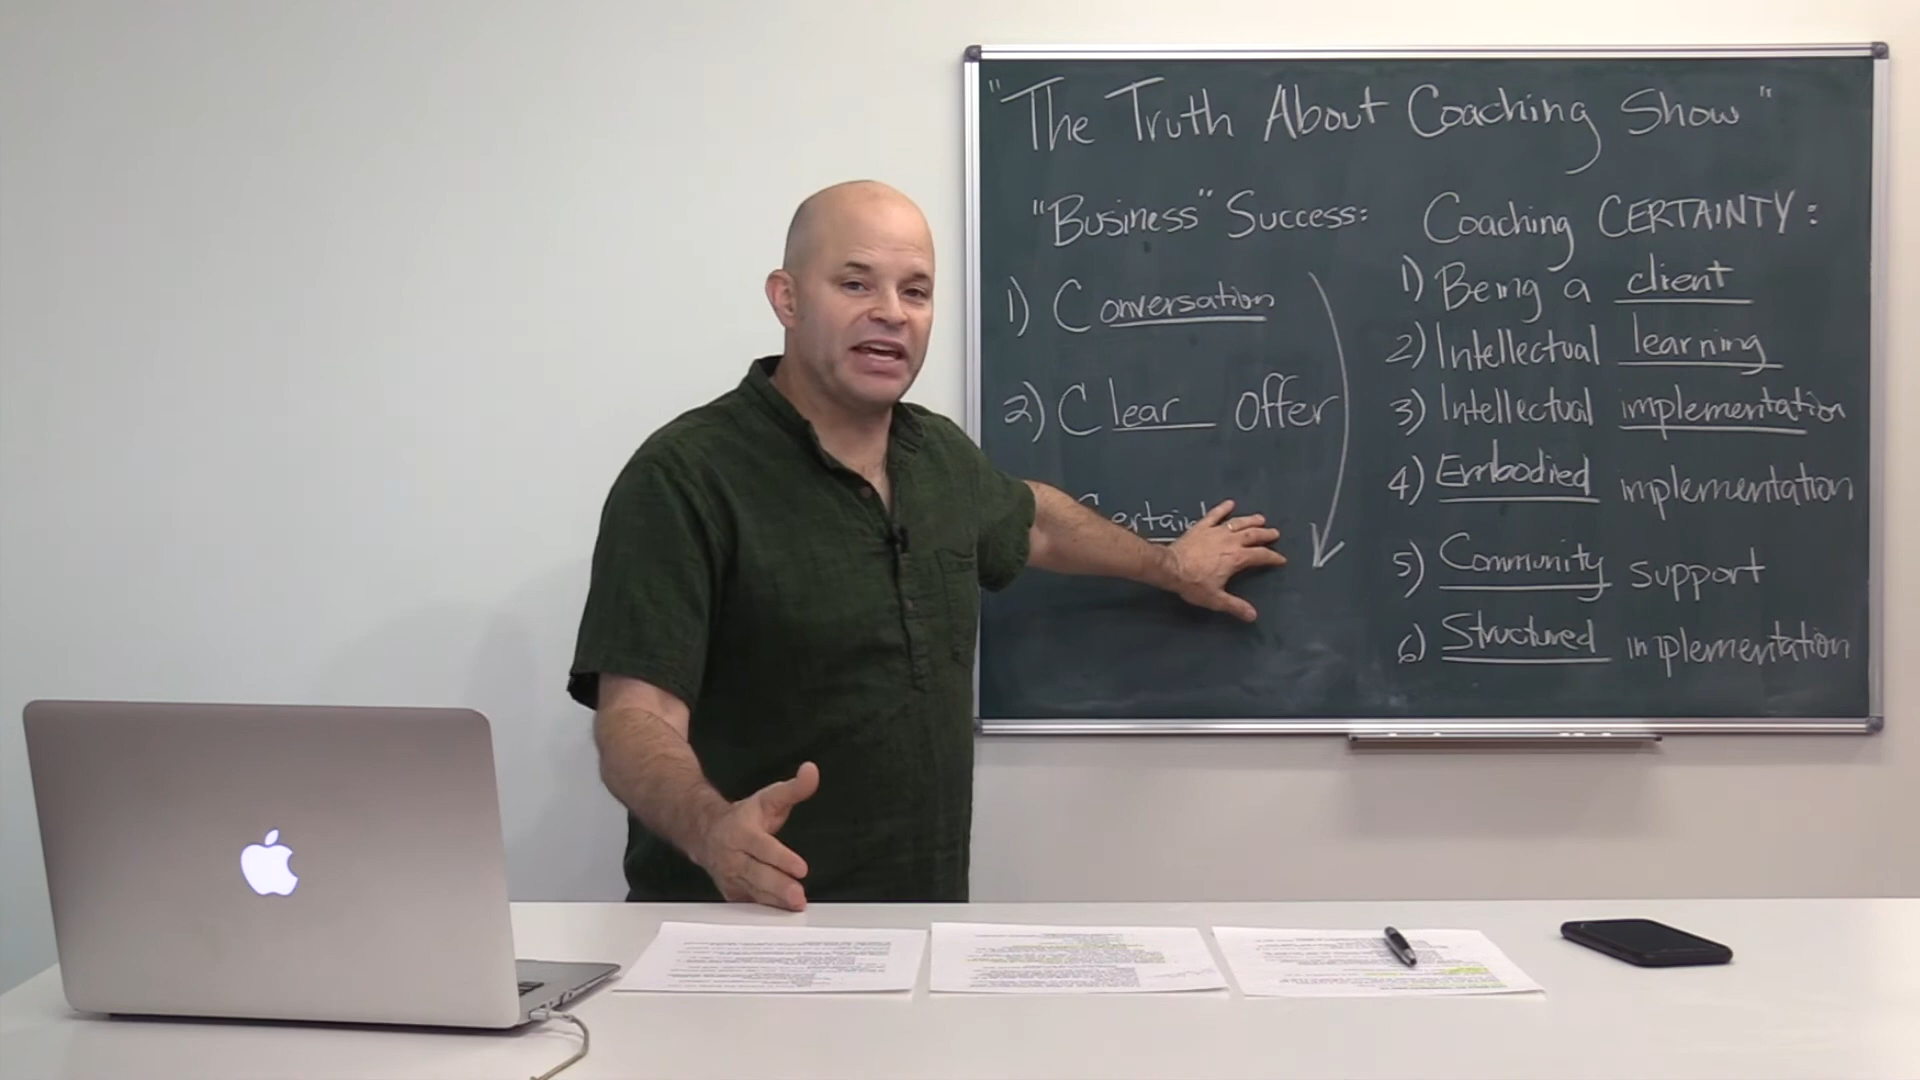 "The Truth About Coaching Show"
"Business" Success:
1) Conversation
2) Clear Offer
Coaching CERTAINTY:
1) Being a client
2) Intellectual learning
3) Intellectual implementation
4) Embodied implementation
5) Community support
6) Structured implementation